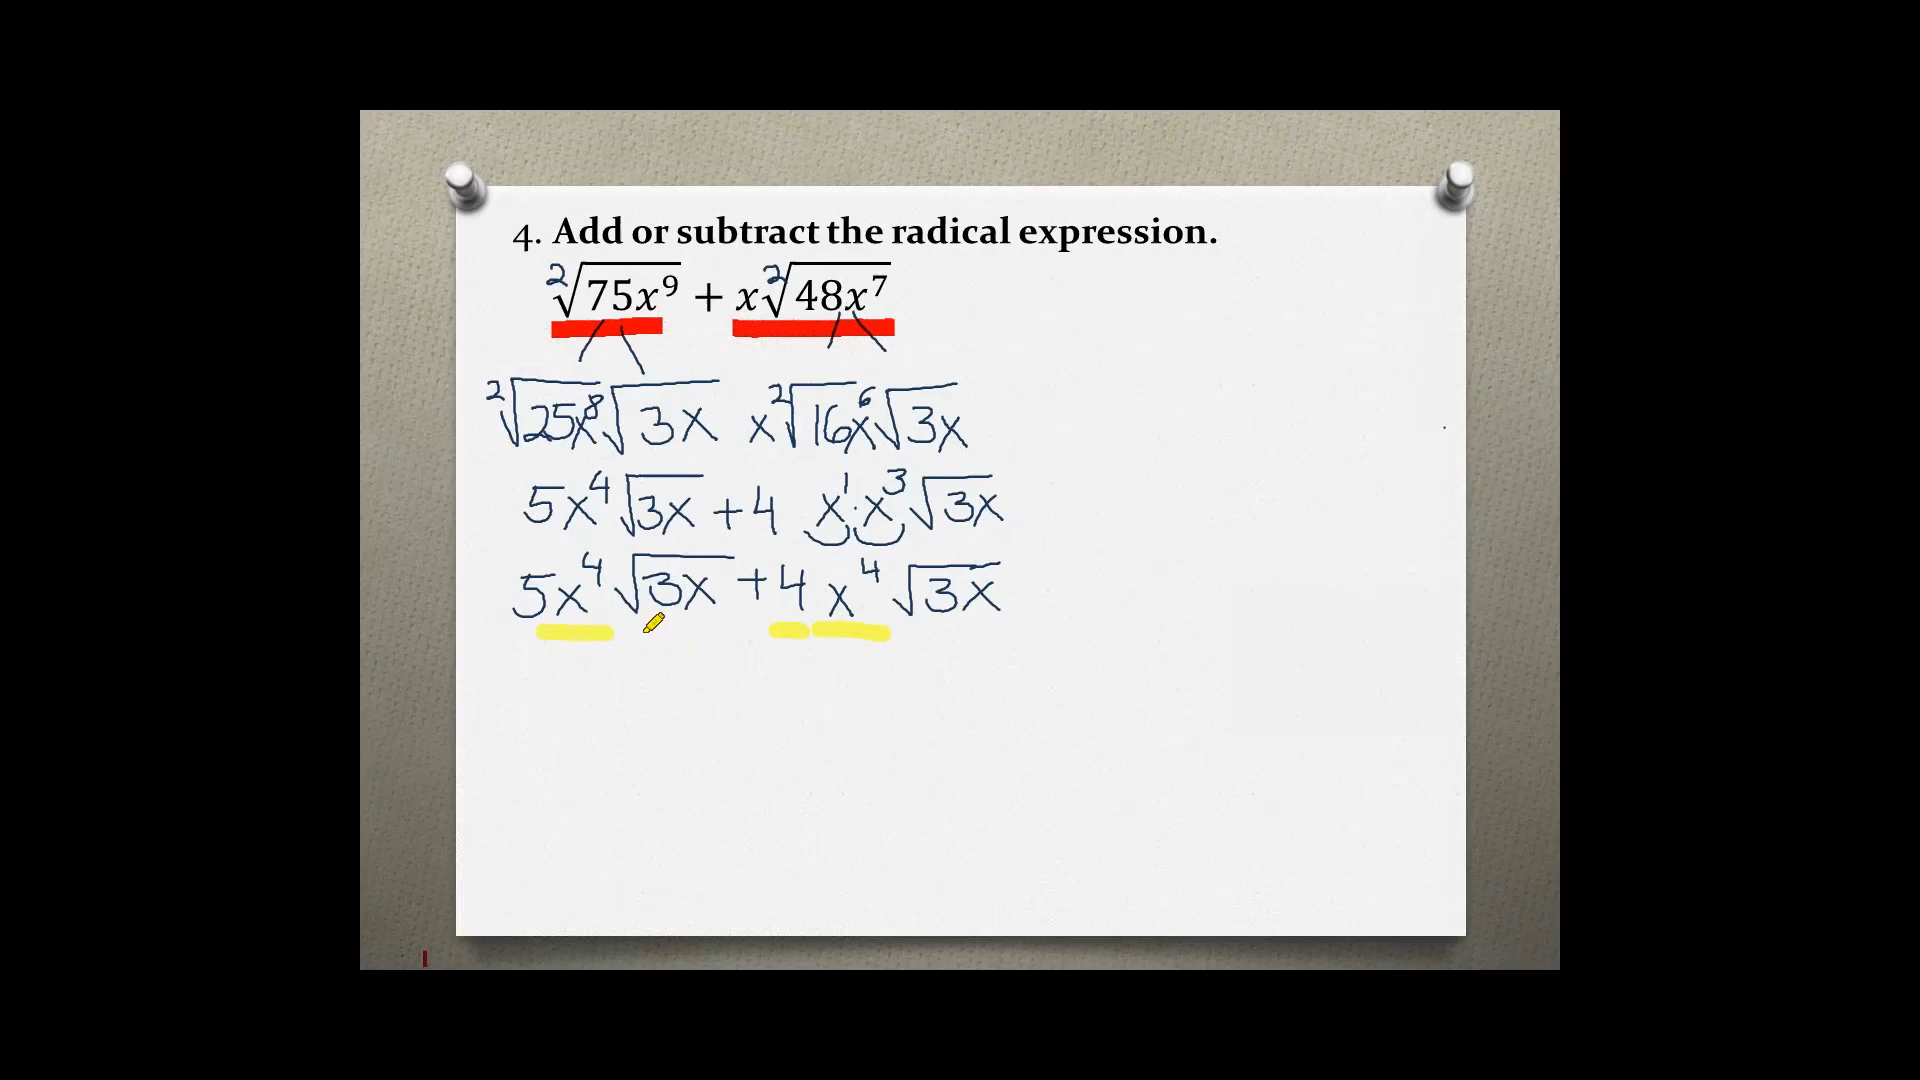 4. Add or subtract the radical expression.
²√75x⁹ + x²√48x⁷
²√25x⁸ √3x x²√16x⁶ √3x
5x⁴ √3x + 4 x¹·x³ √3x
5x⁴ √3x + 4 x⁴ √3x